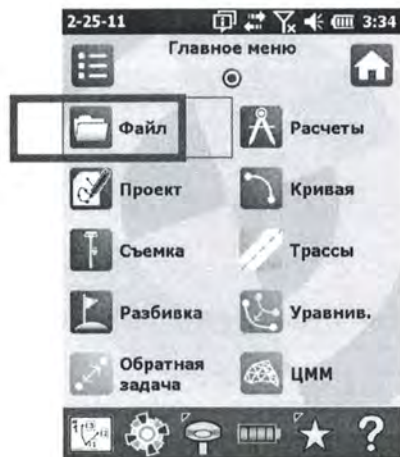 2-25-11 3:34
Главное меню
Файл Расчеты
Проект Кривая
Съемка Трассы
Разбивка Уравнив.
Обратная задача ЦММ
?